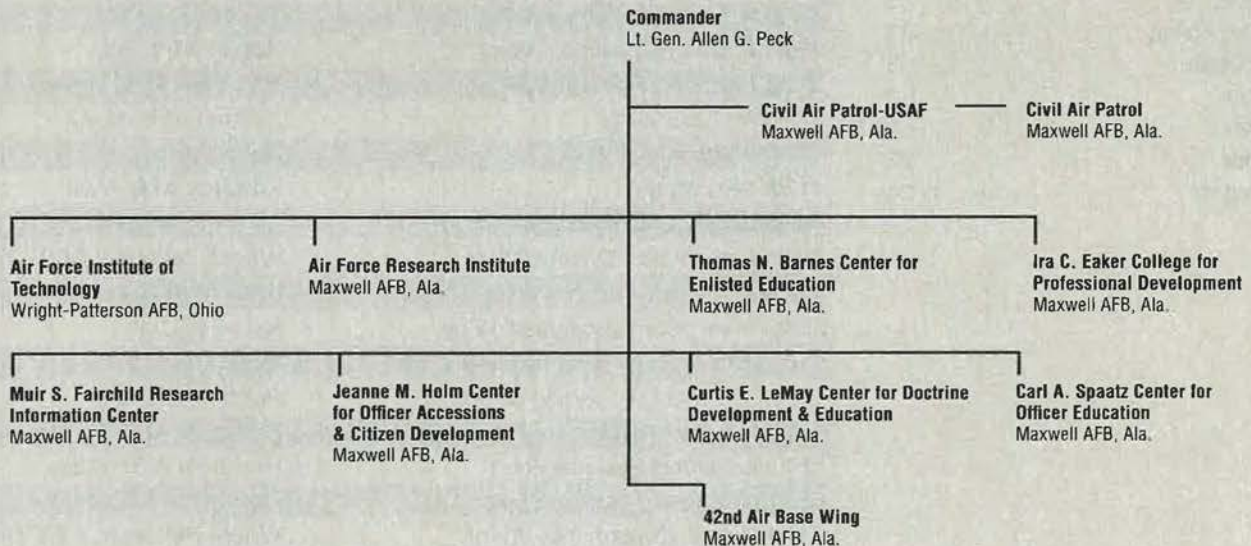 Commander
Lt. Gen. Allen G. Peck
Civil Air Patrol-USAF
Maxwell AFB, Ala.
Civil Air Patrol
Maxwell AFB, Ala.
Air Force Institute of
Technology
Wright-Patterson AFB, Ohio
Air Force Research Institute
Maxwell AFB, Ala.
Thomas N. Barnes Center for
Enlisted Education
Maxwell AFB, Ala.
Ira C. Eaker College for
Professional Development
Maxwell AFB, Ala.
Muir S. Fairchild Research
Information Center
Maxwell AFB, Ala.
Jeanne M. Holm Center
for Officer Accessions
& Citizen Development
Maxwell AFB, Ala.
Curtis E. LeMay Center for Doctrine
Development & Education
Maxwell AFB, Ala.
Carl A. Spaatz Center for
Officer Education
Maxwell AFB, Ala.
42nd Air Base Wing
Maxwell AFB, Ala.